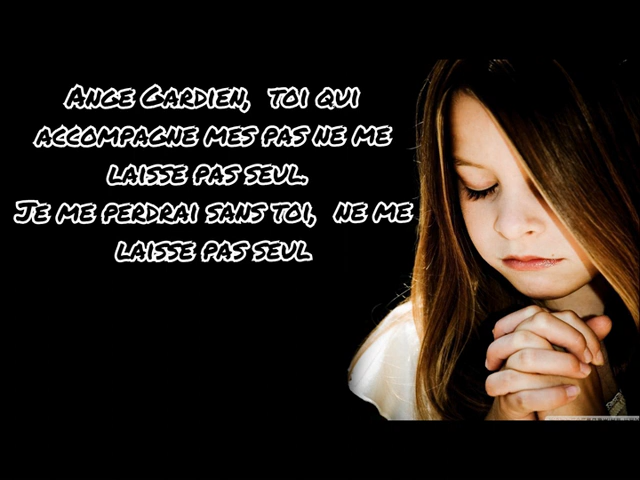 Ange Gardien, toi qui
accompagne mes pas ne me
laisse pas seul.
Je me perdrai sans toi, ne me
laisse pas seul